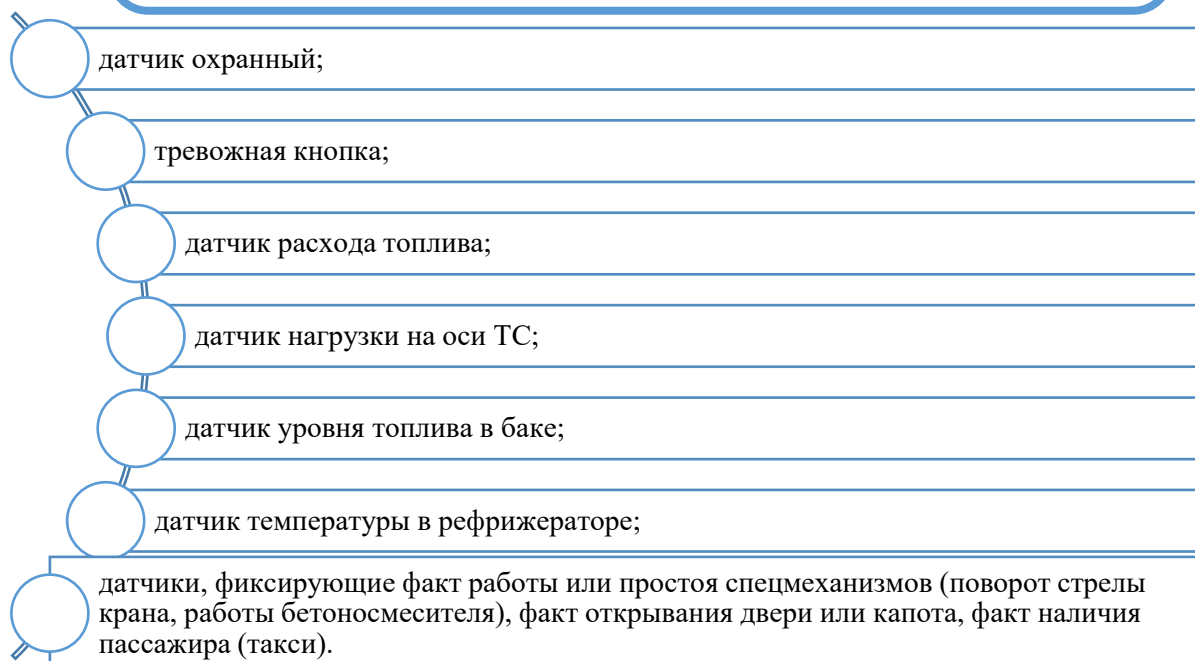 датчик охранный;
тревожная кнопка;
датчик расхода топлива;
датчик нагрузки на оси ТС;
датчик уровня топлива в баке;
датчик температуры в рефрижераторе;
датчики, фиксирующие факт работы или простоя спецмеханизмов (поворот стрелы
крана, работы бетоносмесителя), факт открывания двери или капота, факт наличия
пассажира (такси).